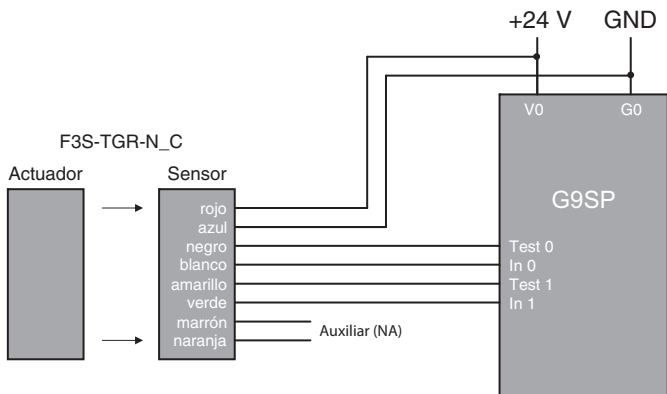 +24 V GND
V0 G0
F3S-TGR-N_C
Actuador Sensor
G9SP
rojo
azul
negro Test 0
blanco In 0
amarillo Test 1
verde In 1
marrón
Auxiliar (NA)
naranja